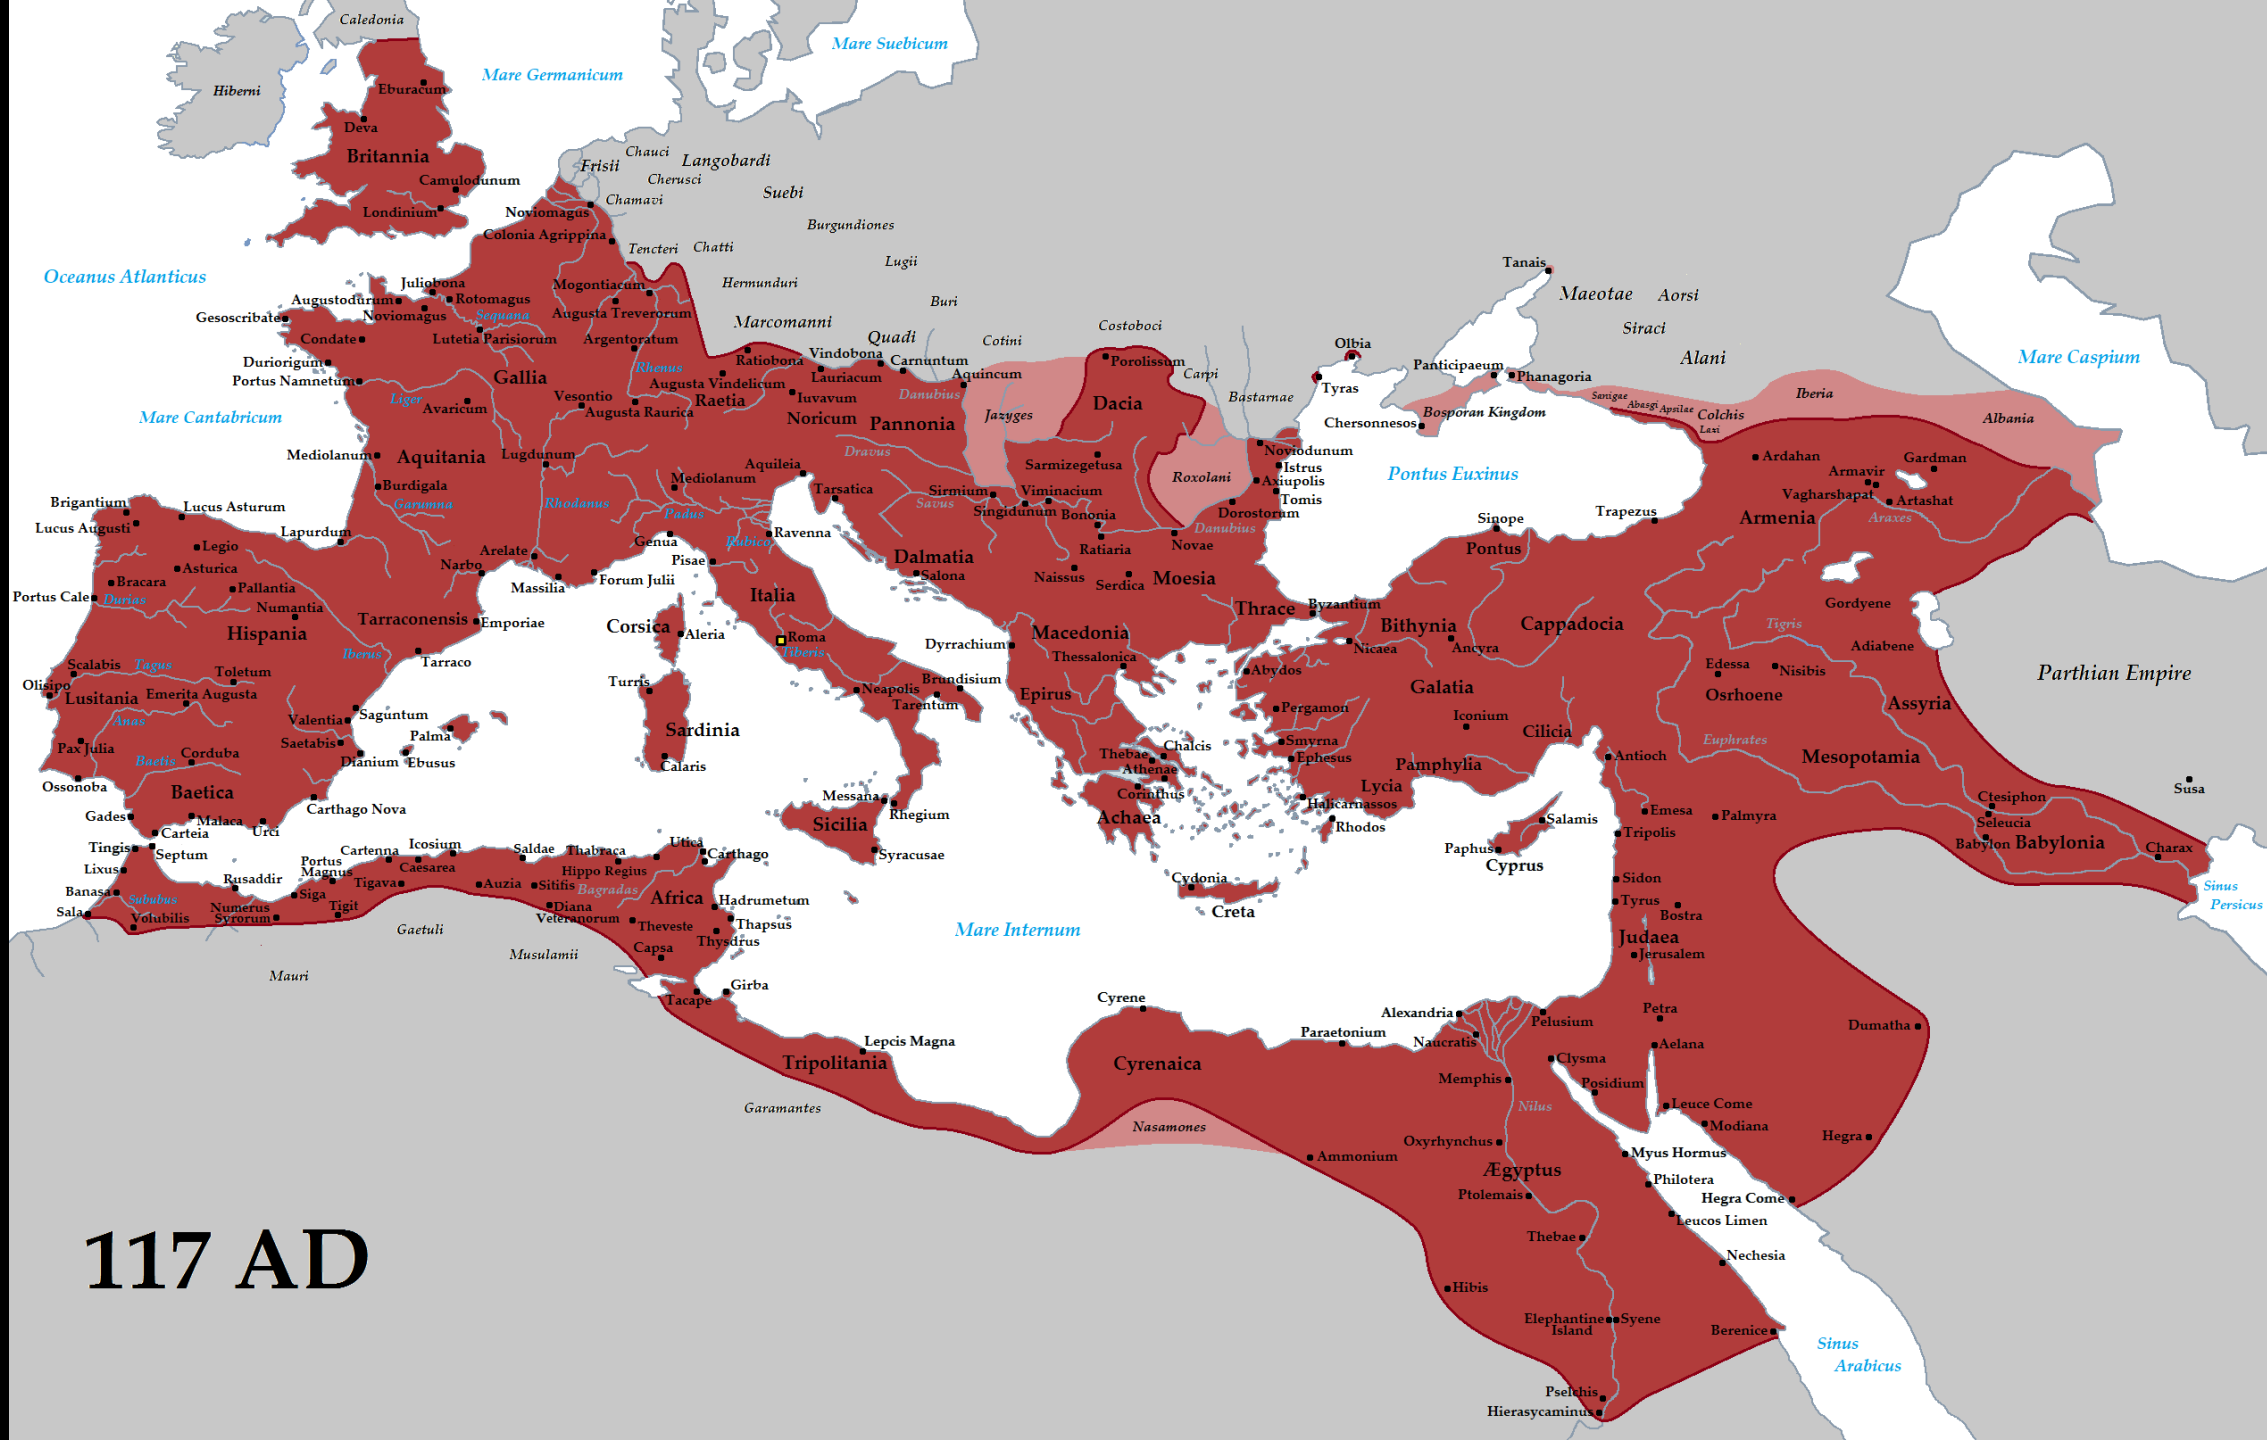 Caledonia
Mare Suebicum
Mare Germanicum
Hiberni
Eburacum
Deva
Britannia
Camulodunum
Londinium
Frisii
Chauci
Langobardi
Cherusci
Suebi
Chamavi
Noviomagus
Burgundiones
Colonia Agrippina
Tencteri
Chatti
Lugii
Hermunduri
Buri
Oceanus Atlanticus
Juliobona
Augustodurum
Rotomagus
Gesoscribate
Noviomagus
Sequana
Mogontiacum
Augusta Treverorum
Condate
Lutetia Parisiorum
Argentoratum
Marcomanni
Quadi
Cotini
Costoboci
Duriorigum
Portus Namnetum
Gallia
Rhenus
Ratiobona
Vindobona
Carnuntum
Lauriacum
Aquincum
Porolissum
Carpi
Augusta Vindelicum
Vesontio
Liger
Avaricum
Augusta Raurica
Raetia
Iuvavum
Noricum
Danubius
Pannonia
Jazyges
Dacia
Bastarnae
Olbia
Tyras
Tanais
Maeotae
Aorsi
Siraci
Alani
Panticipaeum
Phanagoria
Bosporan Kingdom
Chersonnesos
Sanigae
Abasgi
Apsilae
Colchis
Lazi
Iberia
Albania
Mare Caspium
Mare Cantabricum
Mediolanum
Aquitania
Lugdunum
Burdigala
Garumna
Rhodanus
Mediolanum
Aquileia
Padus
Dravus
Tarsatica
Savus
Sirmium
Sarmizegetusa
Viminacium
Singidunum
Bononia
Roxolani
Noviodunum
Istrus
Axiupolis
Tomis
Dorostorum
Danubius
Pontus Euxinus
Ardahan
Gardman
Armavir
Vagharshapat
Artashat
Armenia
Araxes
Brigantium
Lucus Asturum
Lucus Augusti
Lapurdum
Legio
Asturica
Bracara
Pallantia
Portus Cale
Durias
Numantia
Hispania
Tarraconensis
Narbo
Arelate
Massilia
Forum Julii
Genua
Rubico
Ravenna
Pisae
Italia
Dalmatia
Salona
Ratiaria
Novae
Naissus
Serdica
Moesia
Sinope
Pontus
Trapezus
Emporiae
Corsica
Aleria
Roma
Tiberis
Dyrrachium
Macedonia
Thessalonica
Thrace
Byzantium
Bithynia
Nicaea
Ancyra
Cappadocia
Gordyene
Tigris
Adiabene
Iberus
Tarraco
Scalabis
Tagus
Toletum
Olisipo
Lusitania
Emerita Augusta
Anas
Valentia
Saguntum
Palma
Turris
Neapolis
Brundisium
Tarentum
Epirus
Abydos
Galatia
Edessa
Nisibis
Osrhoene
Assyria
Parthian Empire
Pax Julia
Saetabis
Corduba
Baetis
Dianium
Ebusus
Sardinia
Calaris
Pergamon
Iconium
Smyrna
Ephesus
Cilicia
Thebae
Chalcis
Athenae
Corinthus
Achaea
Pamphylia
Lycia
Halicarnassos
Rhodos
Antioch
Euphrates
Mesopotamia
Ossonoba
Baetica
Carthago Nova
Gades
Malaca
Urci
Carteia
Messana
Rhegium
Sicilia
Syracusae
Salamis
Paphus
Cyprus
Emesa
Palmyra
Tripolis
Ctesiphon
Seleucia
Babylon
Babylonia
Susa
Charax
Sinus
Persicus
Tingis
Septum
Lixus
Banasa
Sububus
Sala
Volubilis
Rusaddir
Numerus
Syrorum
Portus
Magnus
Siga
Cartenna
Tigava
Tigit
Icosium
Caesarea
Auzia
Saldae
Sitifis
Diana
Veteranorum
Thabraca
Hippo Regius
Bagradas
Utica
Carthago
Africa
Hadrumetum
Theveste
Thapsus
Thysdrus
Capsa
Gaetuli
Musulamii
Mauri
Girba
Tacape
Mare Internum
Cydonia
Creta
Sidon
Tyrus
Bostra
Judaea
Jerusalem
Cyrene
Paraetonium
Alexandria
Naucratis
Pelusium
Petra
Aelana
Dumatha
Lepcis Magna
Tripolitania
Cyrenaica
Clysma
Memphis
Posidium
Nilus
Leuce Come
Modiana
Garamantes
Nasamones
Ammonium
Oxyrhynchus
Ægyptus
Myus Hormus
Hegra
Ptolemais
Philotera
Hegra Come
Leucos Limen
Thebae
Nechesia
117 AD
Hibis
Elephantine
Island
Syene
Berenice
Sinus
Arabicus
Pselchis
Hierasycaminus